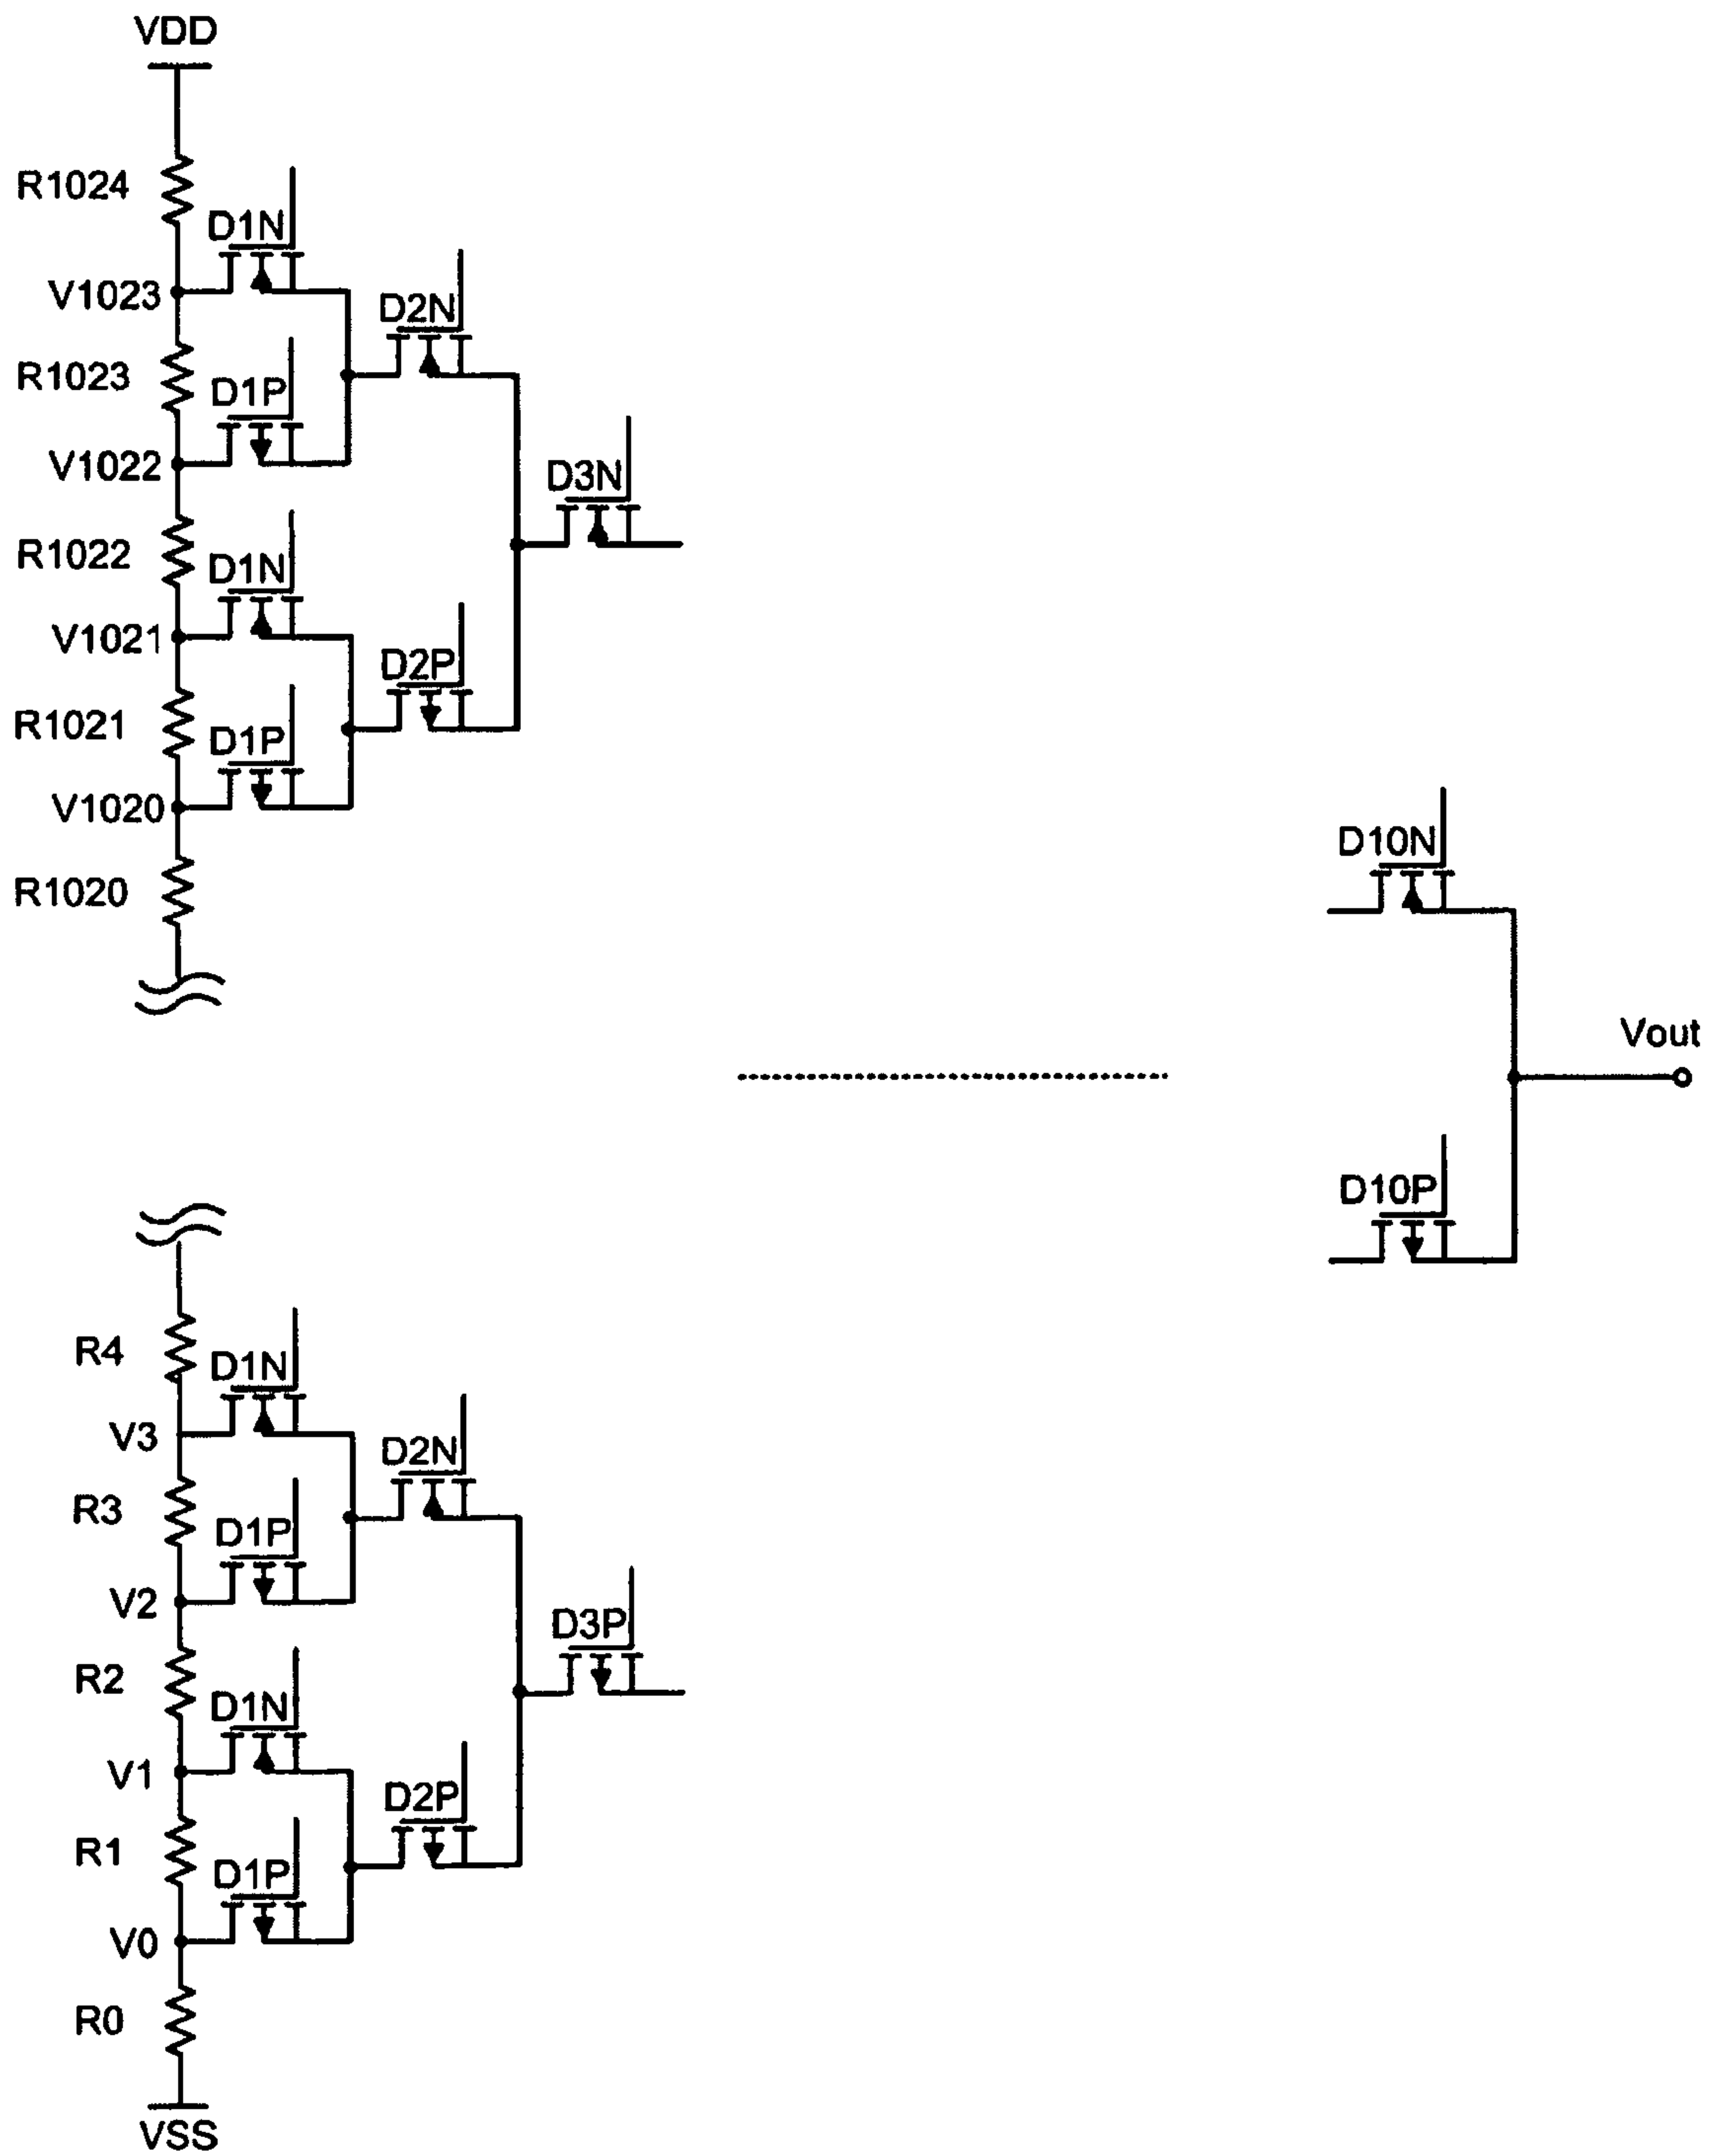 VDD
R1024
D1N
V1023
D2N
R1023
D1P
V1022
D3N
R1022
D1N
V1021
D2P
R1021
D1P
V1020
D10N
R1020
Vout
D10P
R4
D1N
V3
D2N
R3
D1P
V2
D3P
R2
D1N
V1
D2P
R1
D1P
V0
R0
VSS